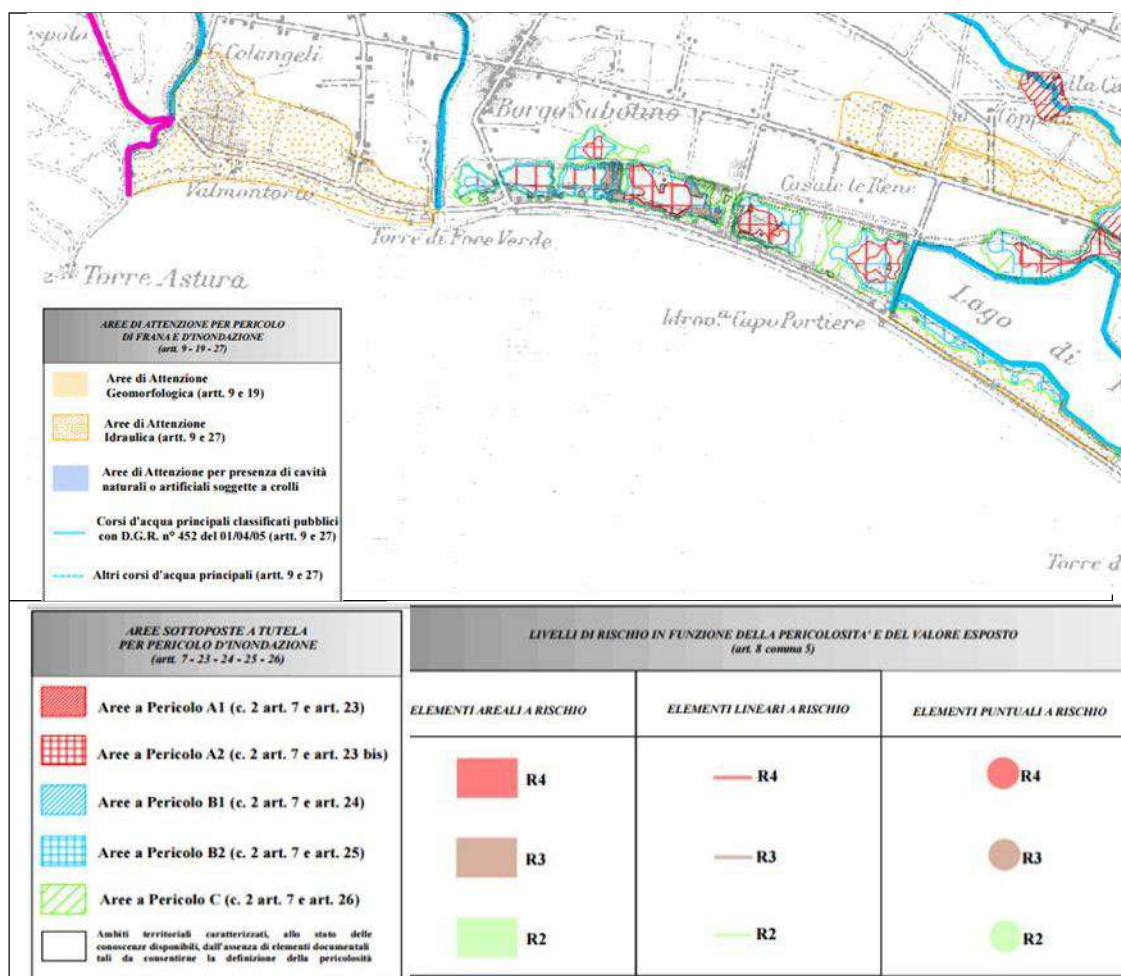 Colangeli
Borgo Sabotino
Valmontorio
Casale le Pione
Torre di Foce Verde
Torre Astura
Idrov.ª Capo Portiere
Lago
di
Torre d
AREE DI ATTENZIONE PER PERICOLO
DI FRANA E D'INONDAZIONE
(artt. 9 - 19 - 27)
Aree di Attenzione
Geomorfologica (artt. 9 e 19)
Aree di Attenzione
Idraulica (artt. 9 e 27)
Aree di Attenzione per presenza di cavità
naturali o artificiali soggette a crolli
Corsi d'acqua principali classificati pubblici
con D.G.R. n° 452 del 01/04/05 (artt. 9 e 27)
Altri corsi d'acqua principali (artt. 9 e 27)
AREE SOTTOPOSTE A TUTELA
PER PERICOLO D'INONDAZIONE
(artt. 7 - 23 - 24 - 25 - 26)
Aree a Pericolo A1 (c. 2 art. 7 e art. 23)
Aree a Pericolo A2 (c. 2 art. 7 e art. 23 bis)
Aree a Pericolo B1 (c. 2 art. 7 e art. 24)
Aree a Pericolo B2 (c. 2 art. 7 e art. 25)
Aree a Pericolo C (c. 2 art. 7 e art. 26)
Ambiti territoriali caratterizzati, allo stato delle
conoscenze disponibili, dall'assenza di elementi documentali
tali da consentirne la definizione della pericolosità
LIVELLI DI RISCHIO IN FUNZIONE DELLA PERICOLOSITA' E DEL VALORE ESPOSTO
(art. 8 comma 5)
ELEMENTI AREALI A RISCHIO
R4
R3
R2
ELEMENTI LINEARI A RISCHIO
R4
R3
R2
ELEMENTI PUNTUALI A RISCHIO
R4
R3
R2